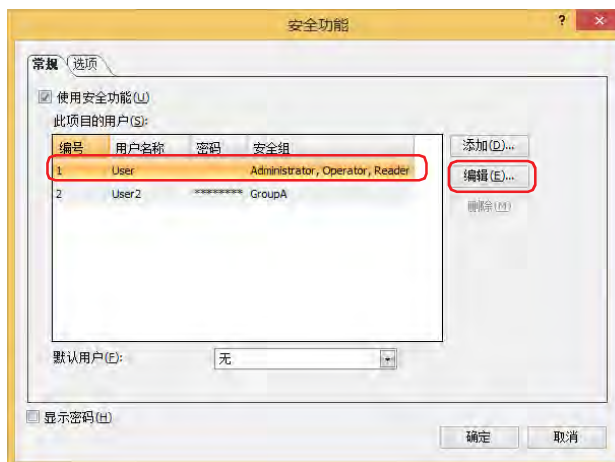 安全功能 ? ×
常规 选项
使用安全功能(U)
此项目的用户(S):
编号 用户名称 密码 安全组
1 User Administrator, Operator, Reader
2 User2 ******** GroupA
添加(D)...
编辑(E)...
删除(M)
默认用户(F): 无
显示密码(H)
确定 取消